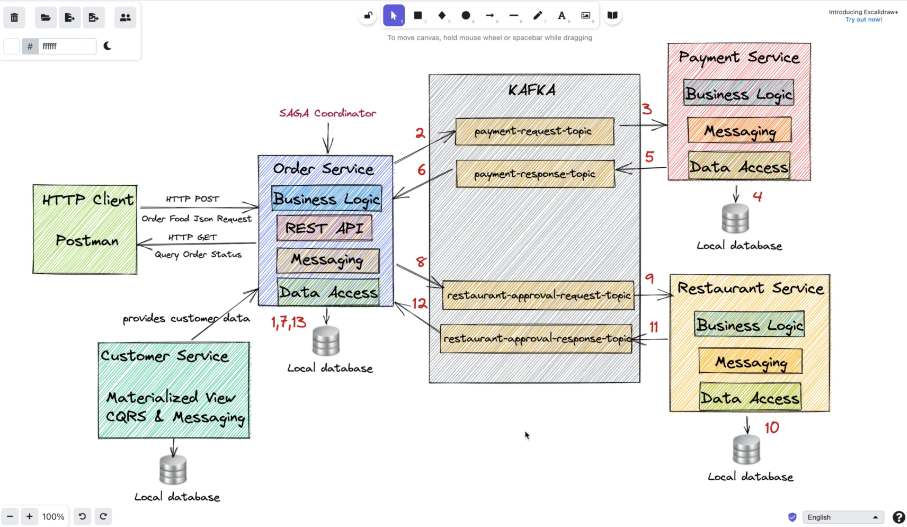 Introducing Excalidraw+
Try out now!
# ffffff
To move canvas, hold mouse wheel or spacebar while dragging
SAGA Coordinator
HTTP Client
Postman
HTTP POST
Order Food Json Request
HTTP GET
Query Order Status
Order Service
Business Logic
REST API
Messaging
Data Access
1,7,13
Local database
provides customer data
Customer Service
Materialized View
CQRS & Messaging
Local database
KAFKA
2
payment-request-topic
3
6
payment-response-topic
5
8
restaurant-approval-request-topic
9
12
restaurant-approval-response-topic
11
Payment Service
Business Logic
Messaging
Data Access
4
Local database
Restaurant Service
Business Logic
Messaging
Data Access
10
Local database
100%
English